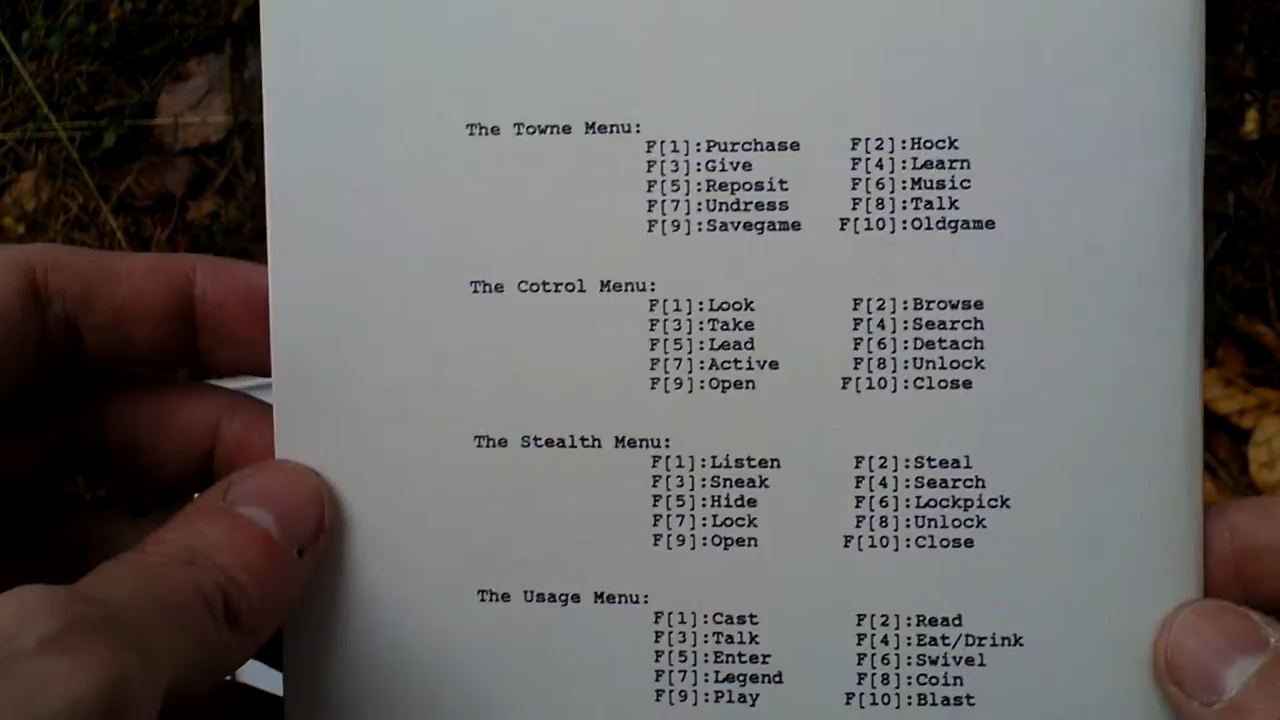 The Towne Menu:
F[1]:Purchase F[2]:Hock
F[3]:Give F[4]:Learn
F[5]:Reposit F[6]:Music
F[7]:Undress F[8]:Talk
F[9]:Savegame F[10]:Oldgame
The Cotrol Menu:
F[1]:Look F[2]:Browse
F[3]:Take F[4]:Search
F[5]:Lead F[6]:Detach
F[7]:Active F[8]:Unlock
F[9]:Open F[10]:Close
The Stealth Menu:
F[1]:Listen F[2]:Steal
F[3]:Sneak F[4]:Search
F[5]:Hide F[6]:Lockpick
F[7]:Lock F[8]:Unlock
F[9]:Open F[10]:Close
The Usage Menu:
F[1]:Cast F[2]:Read
F[3]:Talk F[4]:Eat/Drink
F[5]:Enter F[6]:Swivel
F[7]:Legend F[8]:Coin
F[9]:Play F[10]:Blast